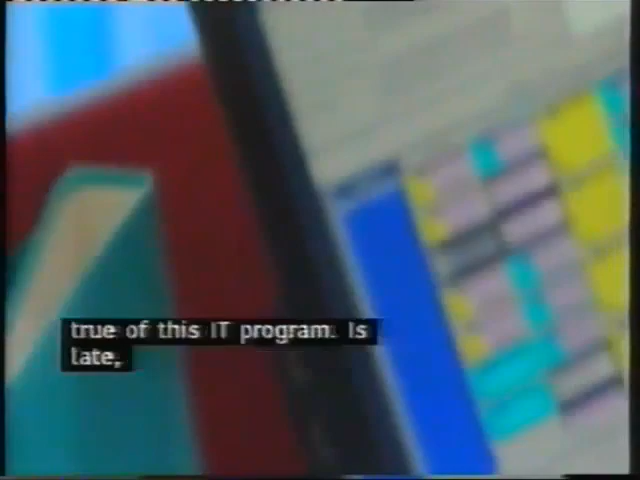 true of this IT program. Is
late,